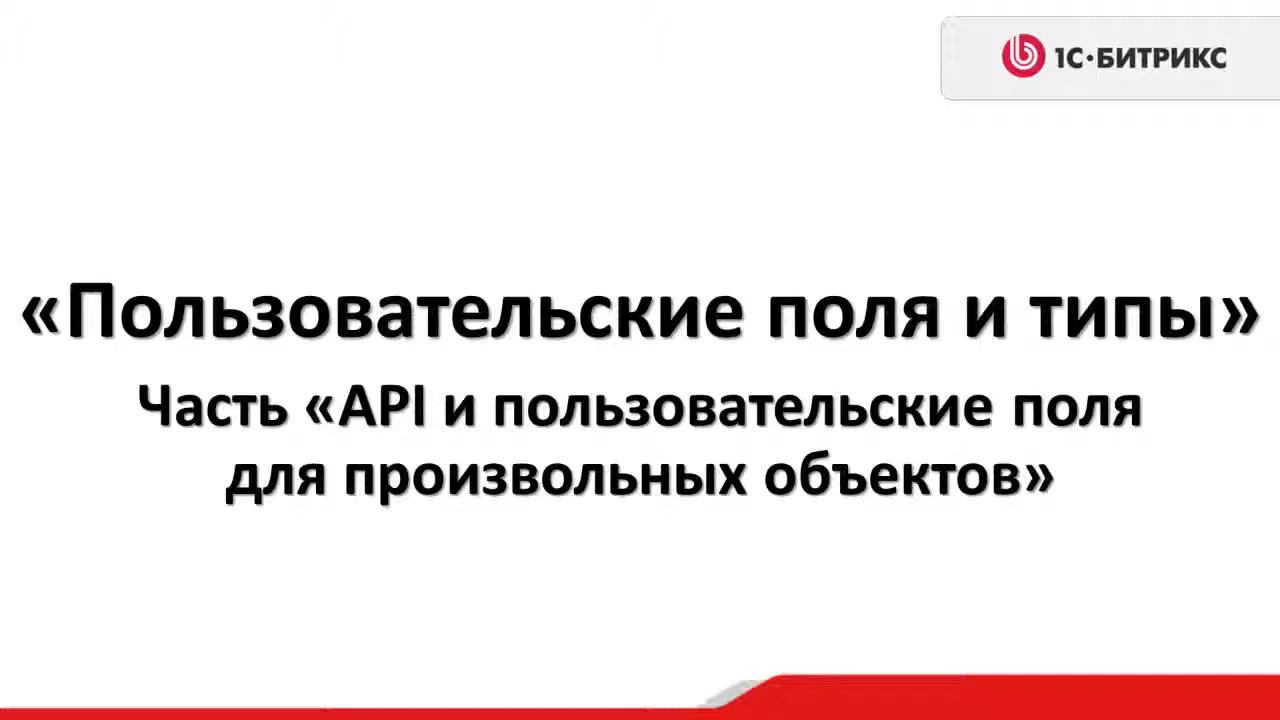 1С·БИТРИКС
«Пользовательские поля и типы»
Часть «API и пользовательские поля
для произвольных объектов»